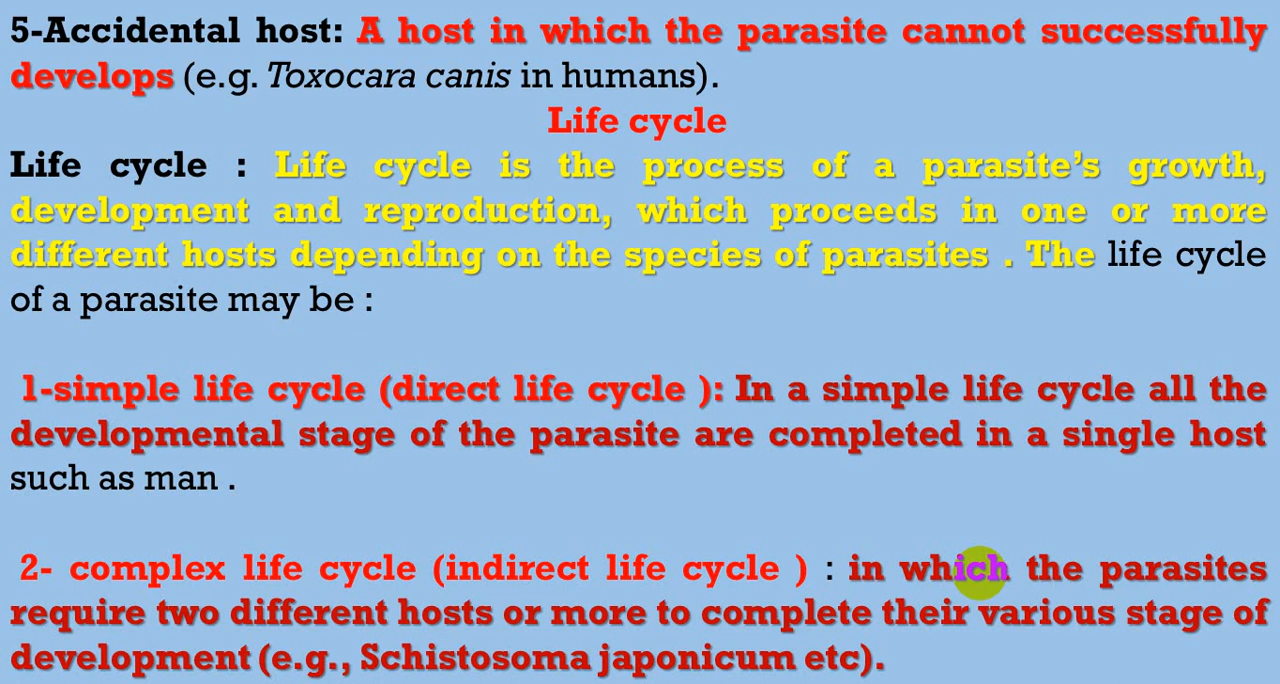 5-Accidental host: A host in which the parasite cannot successfully
develops (e.g. Toxocara canis in humans).
Life cycle
Life cycle : Life cycle is the process of a parasite’s growth,
development and reproduction, which proceeds in one or more
different hosts depending on the species of parasites . The life cycle
of a parasite may be :
1-simple life cycle (direct life cycle ): In a simple life cycle all the
developmental stage of the parasite are completed in a single host
such as man .
2- complex life cycle (indirect life cycle ) : in which the parasites
require two different hosts or more to complete their various stage of
development (e.g., Schistosoma japonicum etc).